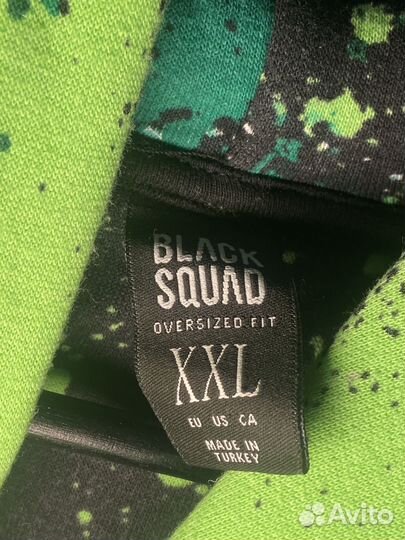 BLACK
SQUAD
OVERSIZED FIT
XXL
EU US CA
MADE IN
TURKEY
Avito